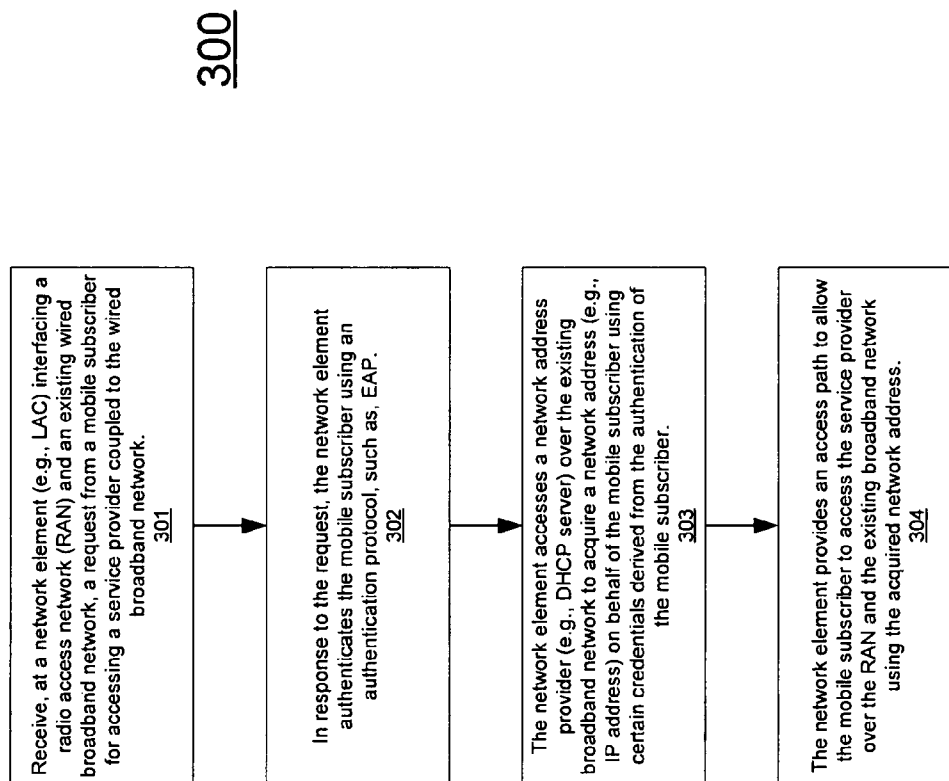 300
Receive, at a network element (e.g., LAC) interfacing a
radio access network (RAN) and an existing wired
broadband network, a request from a mobile subscriber
for accessing a service provider coupled to the wired
broadband network.
301
In response to the request, the network element
authenticates the mobile subscriber using an
authentication protocol, such as, EAP.
302
The network element accesses a network address
provider (e.g., DHCP server) over the existing
broadband network to acquire a network address (e.g.,
IP address) on behalf of the mobile subscriber using
certain credentials derived from the authentication of
the mobile subscriber.
303
The network element provides an access path to allow
the mobile subscriber to access the service provider
over the RAN and the existing broadband network
using the acquired network address.
304